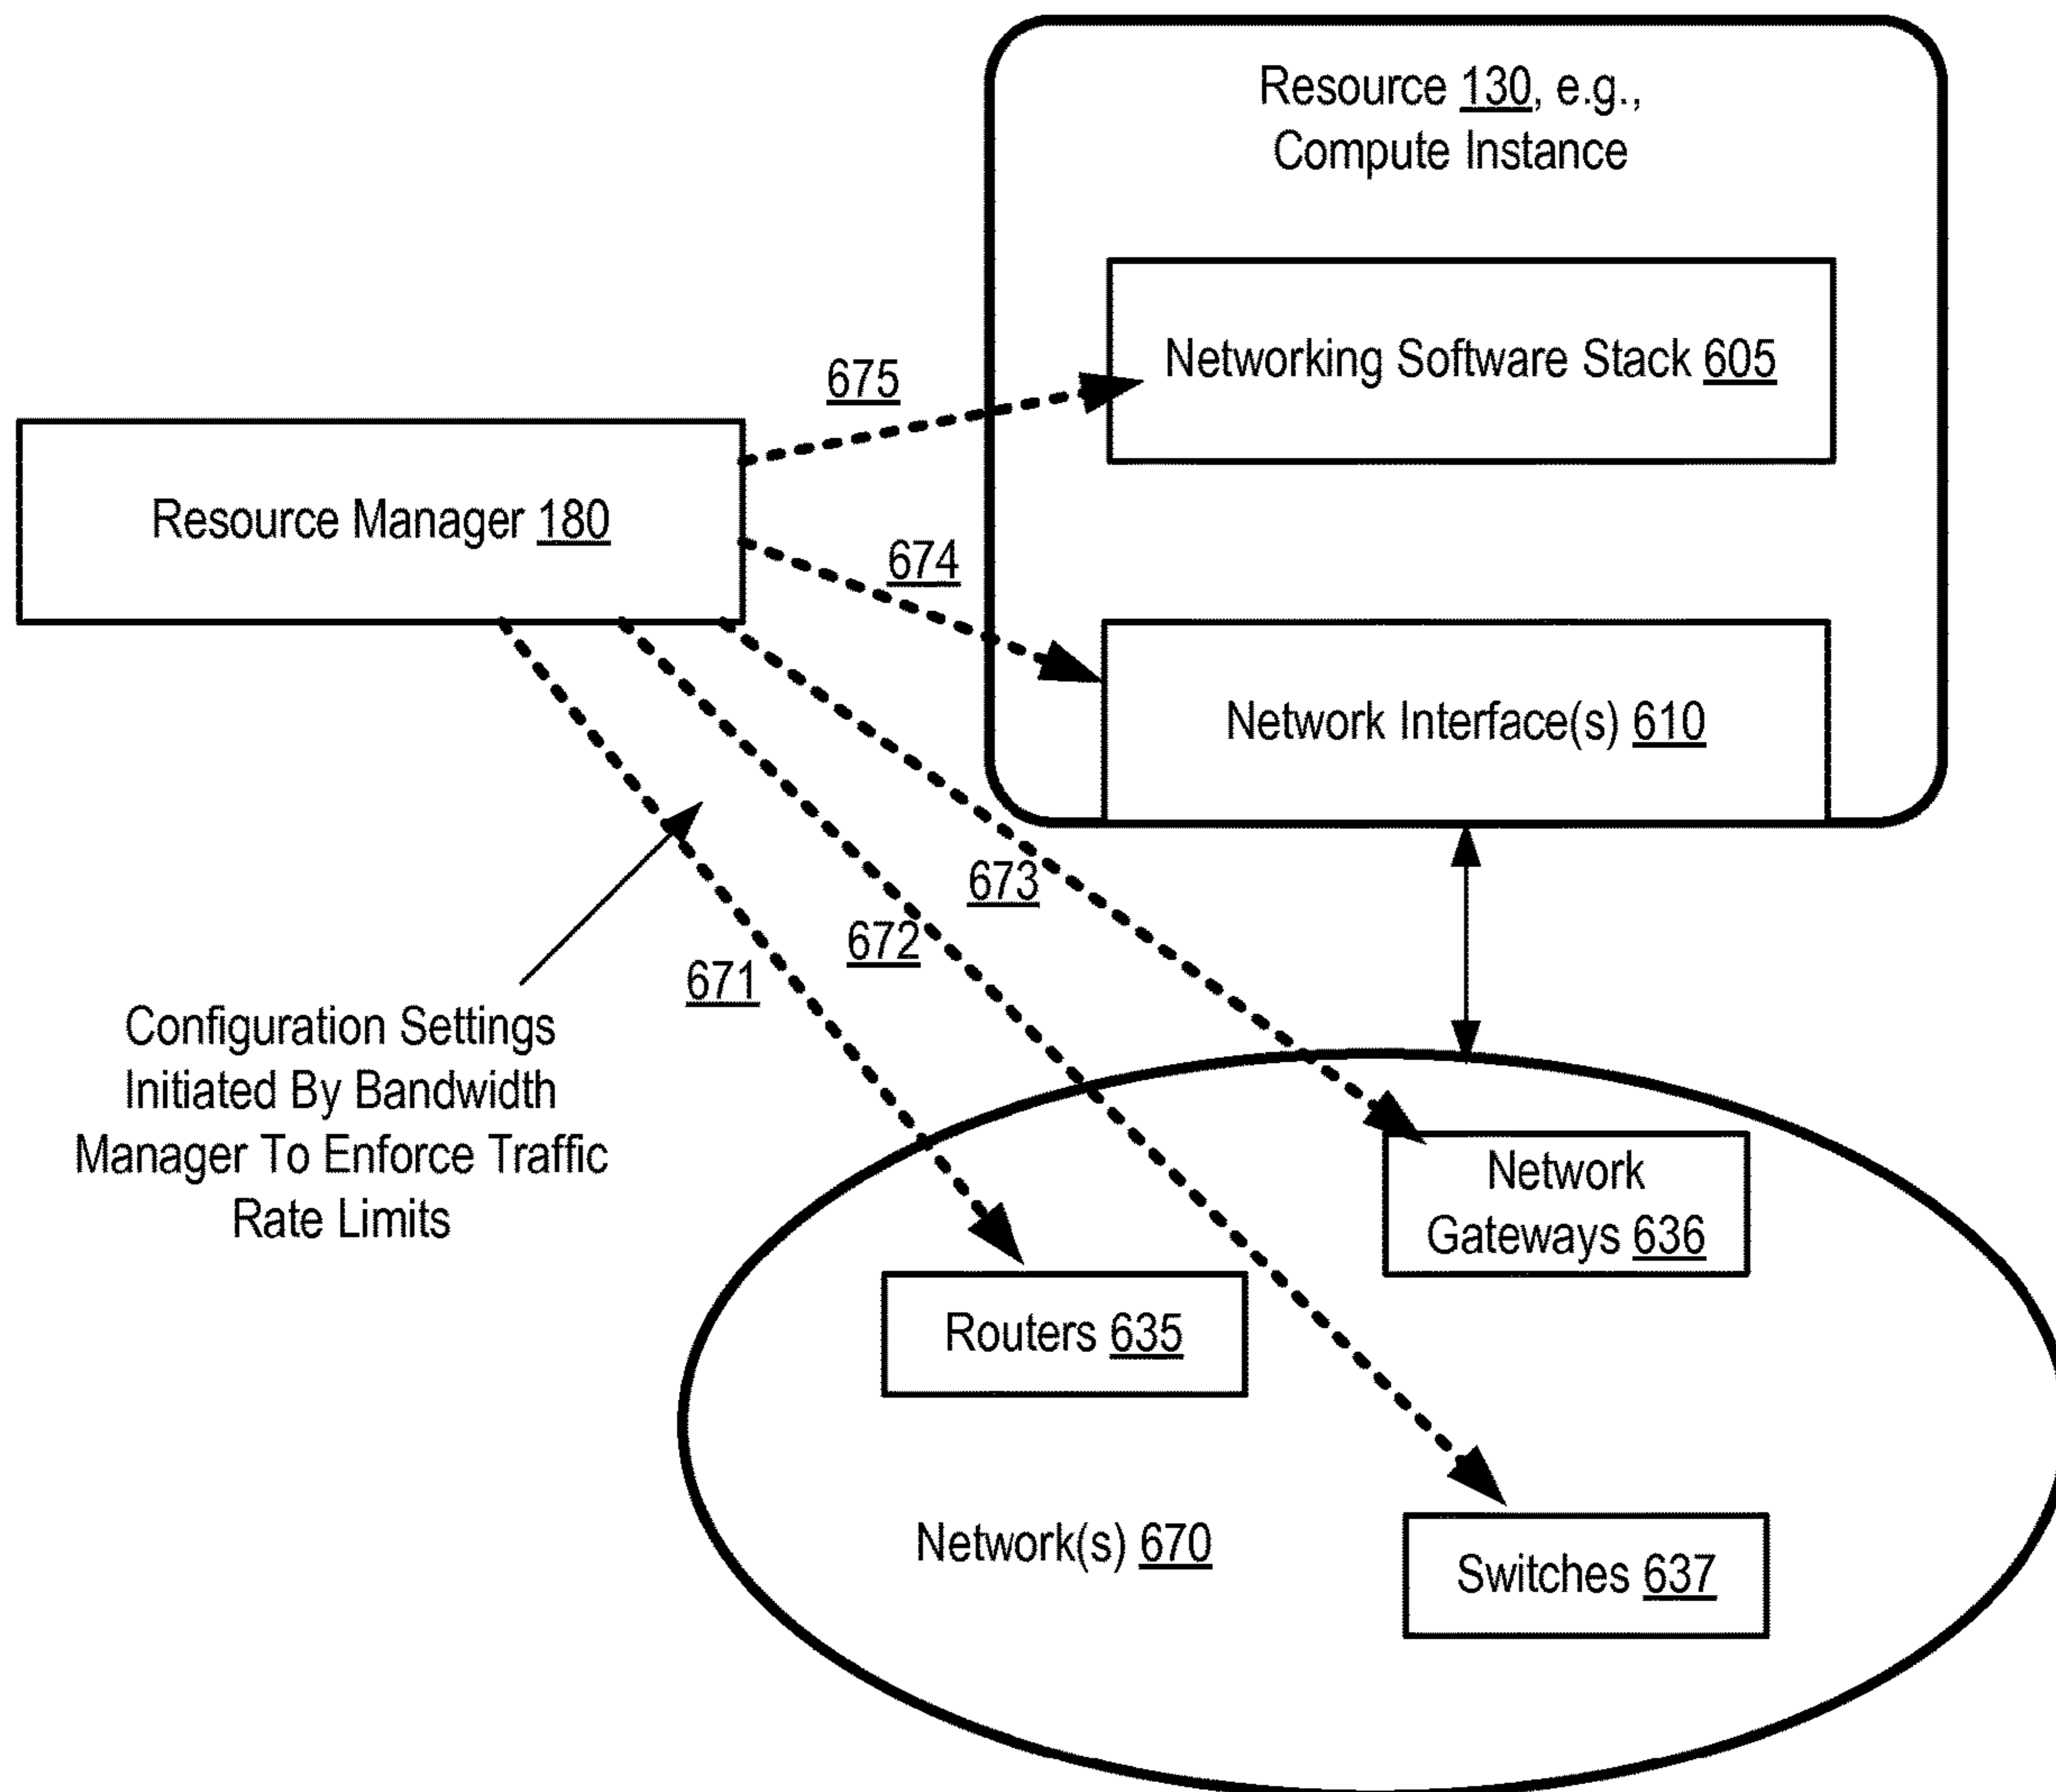 Resource 130, e.g.,
Compute Instance
Networking Software Stack 605
675
Resource Manager 180
674
Network Interface(s) 610
673
672
671
Configuration Settings
Initiated By Bandwidth
Manager To Enforce Traffic
Rate Limits
Network
Gateways 636
Routers 635
Network(s) 670
Switches 637